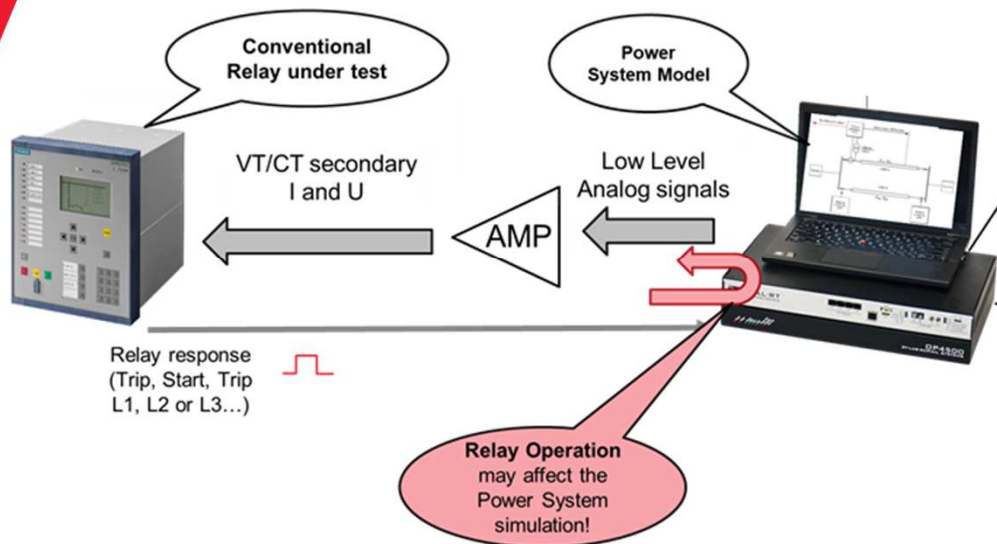 Conventional
Relay under test
Power
System Model
VT/CT secondary
I and U
Low Level
Analog signals
AMP
Relay response
(Trip, Start, Trip
L1, L2 or L3…)
OP4500
Relay Operation
may affect the
Power System
simulation!